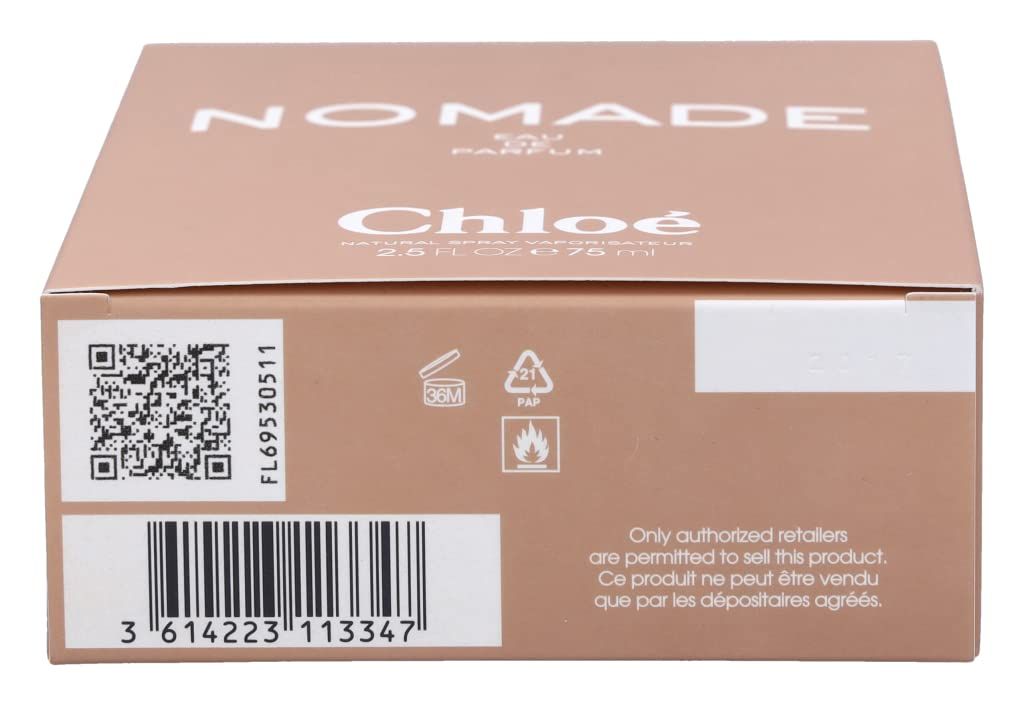 NOMADE
EAU
DE
PARFUM
Chloé
NATURAL SPRAY VAPORISATEUR
2.5 FL OZ e 75 ml
FL69530511
36M
21
PAP
3 614223 113347
Only authorized retailers
are permitted to sell this product.
Ce produit ne peut être vendu
que par les dépositaires agréés.